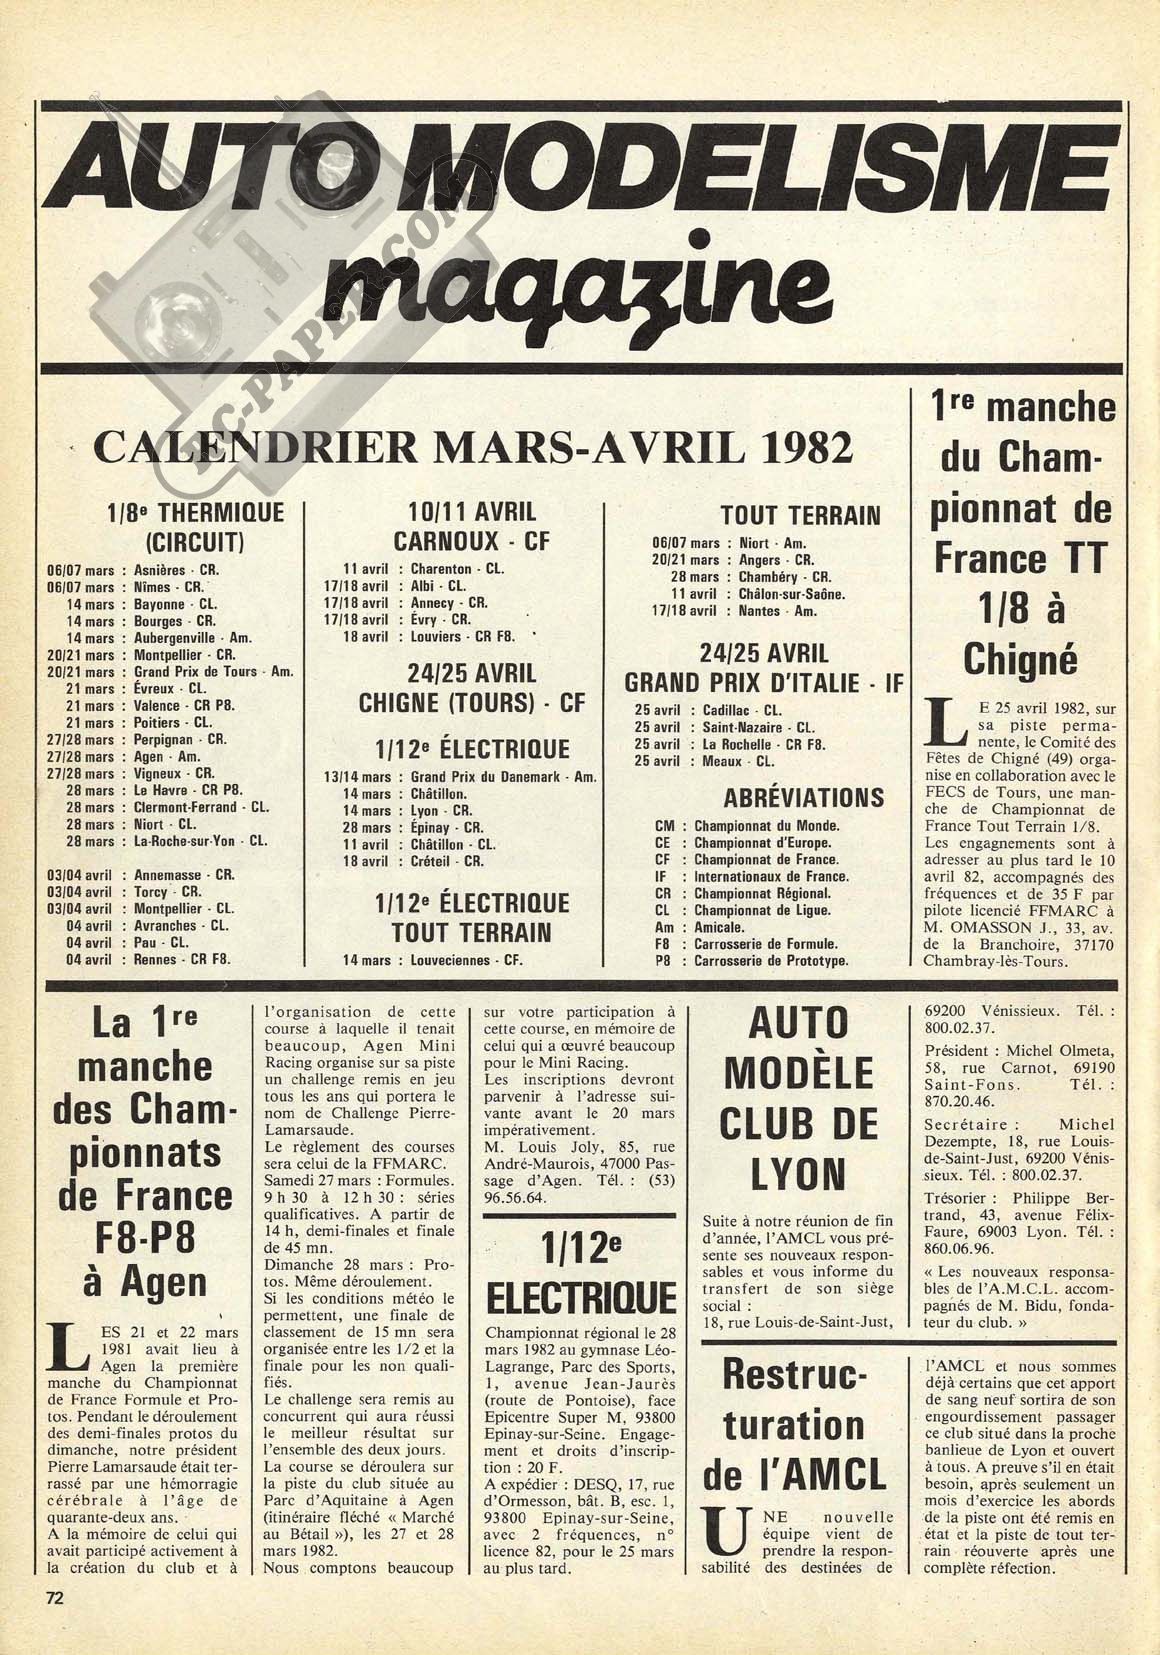 AUTO MODELISME
magazine
RC-PAPER.COM
CALENDRIER MARS-AVRIL 1982
1/8e THERMIQUE
(CIRCUIT)
06/07 mars : Asnières - CR.
06/07 mars : Nîmes - CR.
14 mars : Bayonne - CL.
14 mars : Bourges - CR.
14 mars : Aubergenville - Am.
20/21 mars : Montpellier - CR.
20/21 mars : Grand Prix de Tours - Am.
21 mars : Évreux - CL.
21 mars : Valence - CR P8.
21 mars : Poitiers - CL.
27/28 mars : Perpignan - CR.
27/28 mars : Agen - Am.
27/28 mars : Vigneux - CR.
28 mars : Le Havre - CR P8.
28 mars : Clermont-Ferrand - CL.
28 mars : Niort - CL.
28 mars : La-Roche-sur-Yon - CL.
03/04 avril : Annemasse - CR.
03/04 avril : Torcy - CR.
03/04 avril : Montpellier - CL.
04 avril : Avranches - CL.
04 avril : Pau - CL.
04 avril : Rennes - CR F8.
10/11 AVRIL
CARNOUX - CF
11 avril : Charenton - CL.
17/18 avril : Albi - CL.
17/18 avril : Annecy - CR.
17/18 avril : Évry - CR.
18 avril : Louviers - CR F8.
24/25 AVRIL
CHIGNE (TOURS) - CF
1/12e ÉLECTRIQUE
13/14 mars : Grand Prix du Danemark - Am.
14 mars : Châtillon.
14 mars : Lyon - CR.
28 mars : Épinay - CR.
11 avril : Châtillon - CL.
18 avril : Créteil - CR.
1/12e ÉLECTRIQUE
TOUT TERRAIN
14 mars : Louveciennes - CF.
TOUT TERRAIN
06/07 mars : Niort - Am.
20/21 mars : Angers - CR.
28 mars : Chambéry - CR.
11 avril : Châlon-sur-Saône.
17/18 avril : Nantes - Am.
24/25 AVRIL
GRAND PRIX D'ITALIE - IF
25 avril : Cadillac - CL.
25 avril : Saint-Nazaire - CL.
25 avril : La Rochelle - CR F8.
25 avril : Meaux - CL.
ABRÉVIATIONS
CM : Championnat du Monde.
CE : Championnat d'Europe.
CF : Championnat de France.
IF : Internationaux de France.
CR : Championnat Régional.
CL : Championnat de Ligue.
Am : Amicale.
F8 : Carrosserie de Formule.
P8 : Carrosserie de Prototype.
1re manche
du Cham-
pionnat de
France TT
1/8 à
Chigné
LE 25 avril 1982, sur
sa piste perma-
nente, le Comité des
Fêtes de Chigné (49) orga-
nise en collaboration avec le
FECS de Tours, une man-
che de Championnat de
France Tout Terrain 1/8.
Les engagements sont à
adresser au plus tard le 10
avril 82, accompagnés des
fréquences et de 35 F par
pilote licencié FFMARC à
M. OMASSON J., 33, av.
de la Branchoire, 37170
Chambray-lès-Tours.
La 1re
manche
des Cham-
pionnats
de France
F8-P8
à Agen
LES 21 et 22 mars
1981 avait lieu à
Agen la première
manche du Championnat
de France Formule et Pro-
tos. Pendant le déroulement
des demi-finales protos du
dimanche, notre président
Pierre Lamarsaude était ter-
rassé par une hémorragie
cérébrale à l'âge de
quarante-deux ans.
A la mémoire de celui qui
avait participé activement à
la création du club et à
l'organisation de cette
course à laquelle il tenait
beaucoup, Agen Mini
Racing organise sur sa piste
un challenge remis en jeu
tous les ans qui portera le
nom de Challenge Pierre-
Lamarsaude.
Le règlement des courses
sera celui de la FFMARC.
Samedi 27 mars : Formules.
9 h 30 à 12 h 30 : séries
qualificatives. A partir de
14 h, demi-finales et finale
de 45 mn.
Dimanche 28 mars : Pro-
tos. Même déroulement.
Si les conditions météo le
permettent, une finale de
classement de 15 mn sera
organisée entre les 1/2 et la
finale pour les non quali-
fiés.
Le challenge sera remis au
concurrent qui aura réussi
le meilleur résultat sur
l'ensemble des deux jours.
La course se déroulera sur
la piste du club située au
Parc d'Aquitaine à Agen
(itinéraire fléché « Marché
au Bétail »), les 27 et 28
mars 1982.
Nous comptons beaucoup
sur votre participation à
cette course, en mémoire de
celui qui a œuvré beaucoup
pour le Mini Racing.
Les inscriptions devront
parvenir à l'adresse sui-
vante avant le 20 mars
impérativement.
M. Louis Joly, 85, rue
André-Maurois, 47000 Pas-
sage d'Agen. Tél. : (53)
96.56.64.
1/12e
ELECTRIQUE
Championnat régional le 28
mars 1982 au gymnase Léo-
Lagrange, Parc des Sports,
1, avenue Jean-Jaurès
(route de Pontoise), face
Epicentre Super M, 93800
Epinay-sur-Seine. Engage-
ment et droits d'inscrip-
tion : 20 F.
A expédier : DESQ, 17, rue
d'Ormesson, bât. B, esc. 1,
93800 Epinay-sur-Seine,
avec 2 fréquences, n°
licence 82, pour le 25 mars
au plus tard.
AUTO
MODÈLE
CLUB DE
LYON
Suite à notre réunion de fin
d'année, l'AMCL vous pré-
sente ses nouveaux respon-
sables et vous informe du
transfert de son siège
social :
18, rue Louis-de-Saint-Just,
69200 Vénissieux. Tél. :
800.02.37.
Président : Michel Olmeta,
58, rue Carnot, 69190
Saint-Fons. Tél. :
870.20.46.
Secrétaire : Michel
Dezempte, 18, rue Louis-
de-Saint-Just, 69200 Vénis-
sieux. Tél. : 800.02.37.
Trésorier : Philippe Ber-
trand, 43, avenue Félix-
Faure, 69003 Lyon. Tél. :
860.06.96.
« Les nouveaux responsa-
bles de l'A.M.C.L. accom-
pagnés de M. Bidu, fonda-
teur du club. »
Restruc-
turation
de l'AMCL
UNE nouvelle
équipe vient de
prendre la respon-
sabilité des destinées de
l'AMCL et nous sommes
déjà certains que cet apport
de sang neuf sortira de son
engourdissement passager
ce club situé dans la proche
banlieue de Lyon et ouvert
à tous. A preuve s'il en était
besoin, après seulement un
mois d'exercice les abords
de la piste ont été remis en
état et la piste de tout ter-
rain réouverte après une
complète réfection.
72